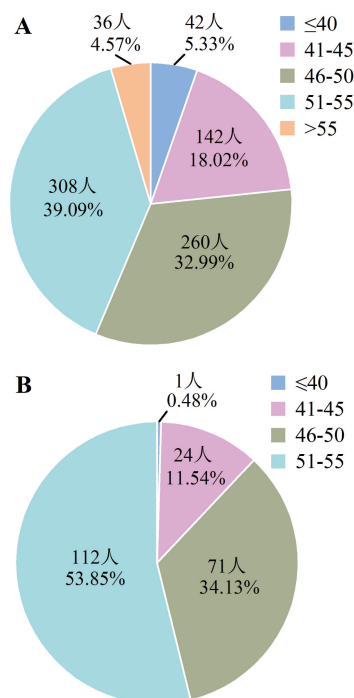 A
36人
4.57%
42人
5.33%
≤40
41-45
46-50
51-55
>55
142人
18.02%
308人
39.09%
260人
32.99%
B
1人
0.48%
⩽40
41-45
46-50
51-55
24人
11.54%
112人
53.85%
71人
34.13%